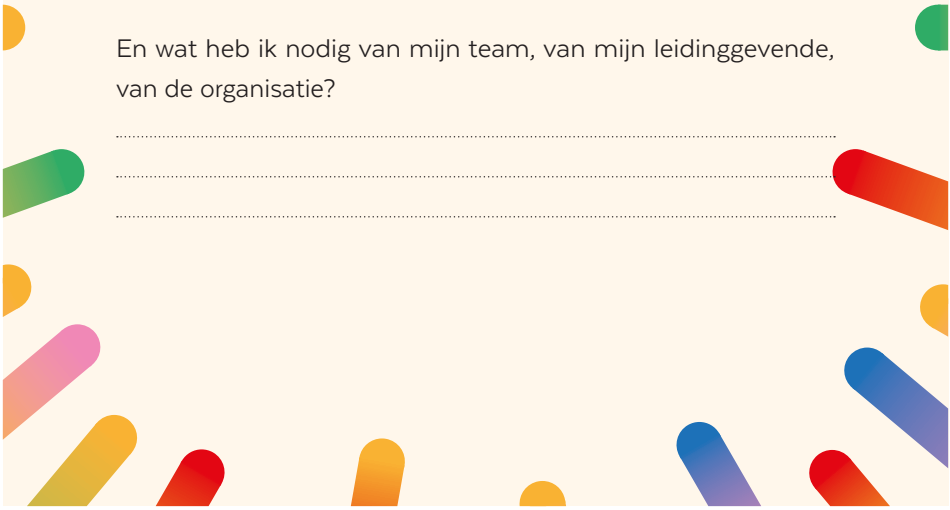 En wat heb ik nodig van mijn team, van mijn leidinggevende,
van de organisatie?